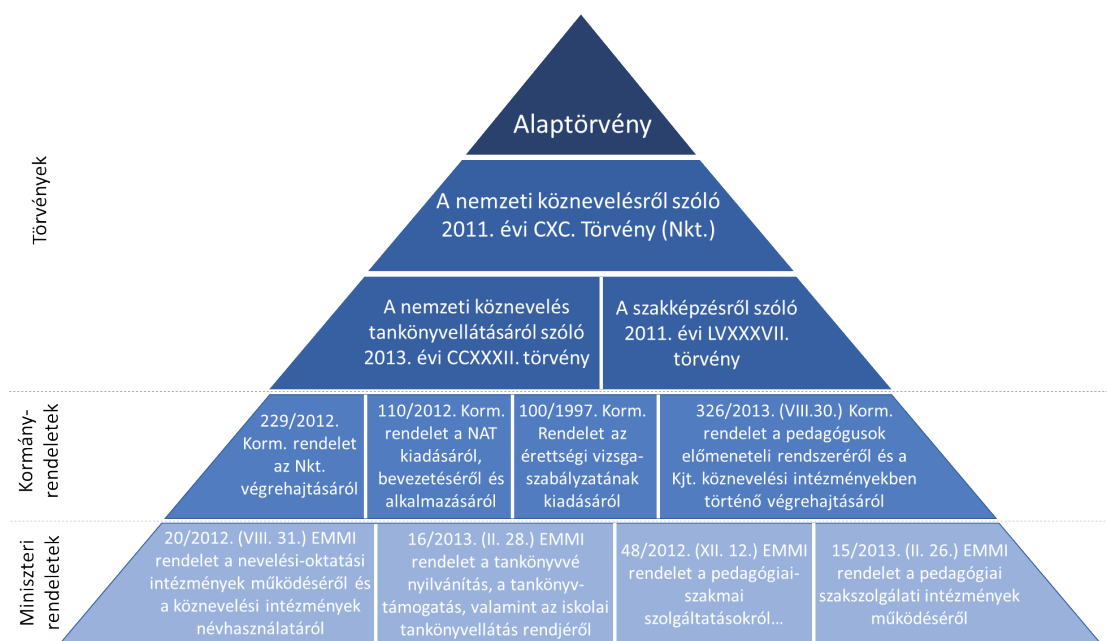 Törvények
Alaptörvény
A nemzeti köznevelésről szóló
2011. évi CXC. Törvény (Nkt.)
A nemzeti köznevelés
tankönyvellátásáról szóló
2013. évi CCXXXII. törvény
A szakképzésről szóló
2011. évi LVXXXVII.
törvény
Kormány-
rendeletek
229/2012.
Korm. rendelet
az Nkt.
végrehajtásáról
110/2012. Korm.
rendelet a NAT
kiadásáról,
bevezetéséről és
alkalmazásáról
100/1997. Korm.
Rendelet az
érettségi vizsga-
szabályzatának
kiadásáról
326/2013. (VIII.30.) Korm.
rendelet a pedagógusok
előmeneteli rendszeréről és a
Kjt. köznevelési intézményekben
történő végrehajtásáról
Miniszteri
rendeletek
20/2012. (VIII. 31.) EMMI
rendelet a nevelési-oktatási
intézmények működéséről és
a köznevelési intézmények
névhasználatáról
16/2013. (II. 28.) EMMI
rendelet a tankönyvvé
nyilvánítás, a tankönyv-
támogatás, valamint az iskolai
tankönyvellátás rendjéről
48/2012. (XII. 12.) EMMI
rendelet a pedagógiai-
szakmai
szolgáltatásokról...
15/2013. (II. 26.) EMMI
rendelet a pedagógiai
szakszolgálati intézmények
működéséről